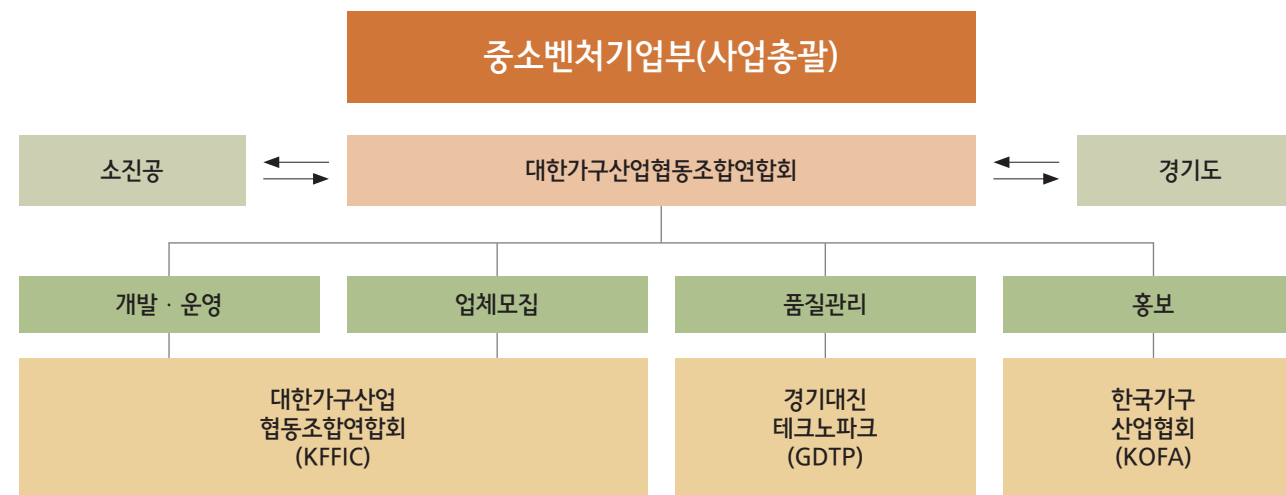 중소벤처기업부(사업총괄)
소진공
대한가구산업협동조합연합회
경기도
개발 · 운영
업체모집
품질관리
홍보
대한가구산업
협동조합연합회
(KFFIC)
경기대진
테크노파크
(GDTP)
한국가구
산업협회
(KOFA)